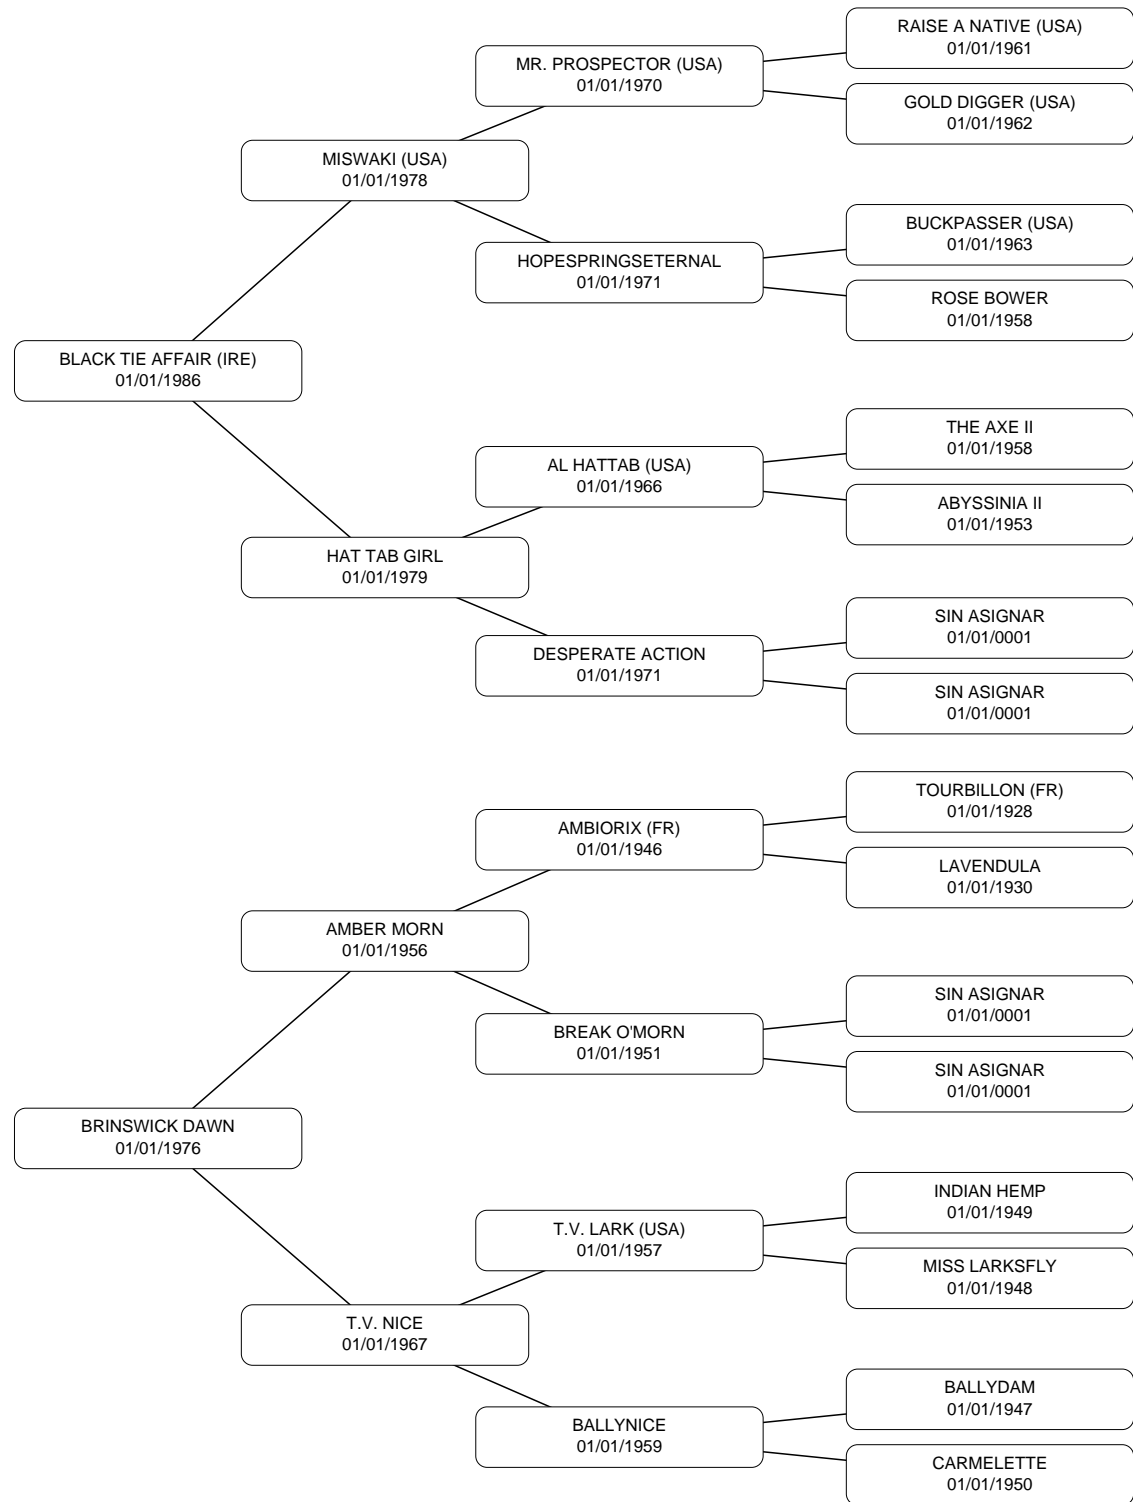 RAISE A NATIVE (USA)
01/01/1961
MR. PROSPECTOR (USA)
01/01/1970
GOLD DIGGER (USA)
01/01/1962
MISWAKI (USA)
01/01/1978
BUCKPASSER (USA)
01/01/1963
HOPESPRINGSETERNAL
01/01/1971
ROSE BOWER
01/01/1958
BLACK TIE AFFAIR (IRE)
01/01/1986
THE AXE II
01/01/1958
AL HATTAB (USA)
01/01/1966
ABYSSINIA II
01/01/1953
HAT TAB GIRL
01/01/1979
SIN ASIGNAR
01/01/0001
DESPERATE ACTION
01/01/1971
SIN ASIGNAR
01/01/0001
TOURBILLON (FR)
01/01/1928
AMBIORIX (FR)
01/01/1946
LAVENDULA
01/01/1930
AMBER MORN
01/01/1956
SIN ASIGNAR
01/01/0001
BREAK O'MORN
01/01/1951
SIN ASIGNAR
01/01/0001
BRINSWICK DAWN
01/01/1976
INDIAN HEMP
01/01/1949
T.V. LARK (USA)
01/01/1957
MISS LARKSFLY
01/01/1948
T.V. NICE
01/01/1967
BALLYDAM
01/01/1947
BALLYNICE
01/01/1959
CARMELETTE
01/01/1950